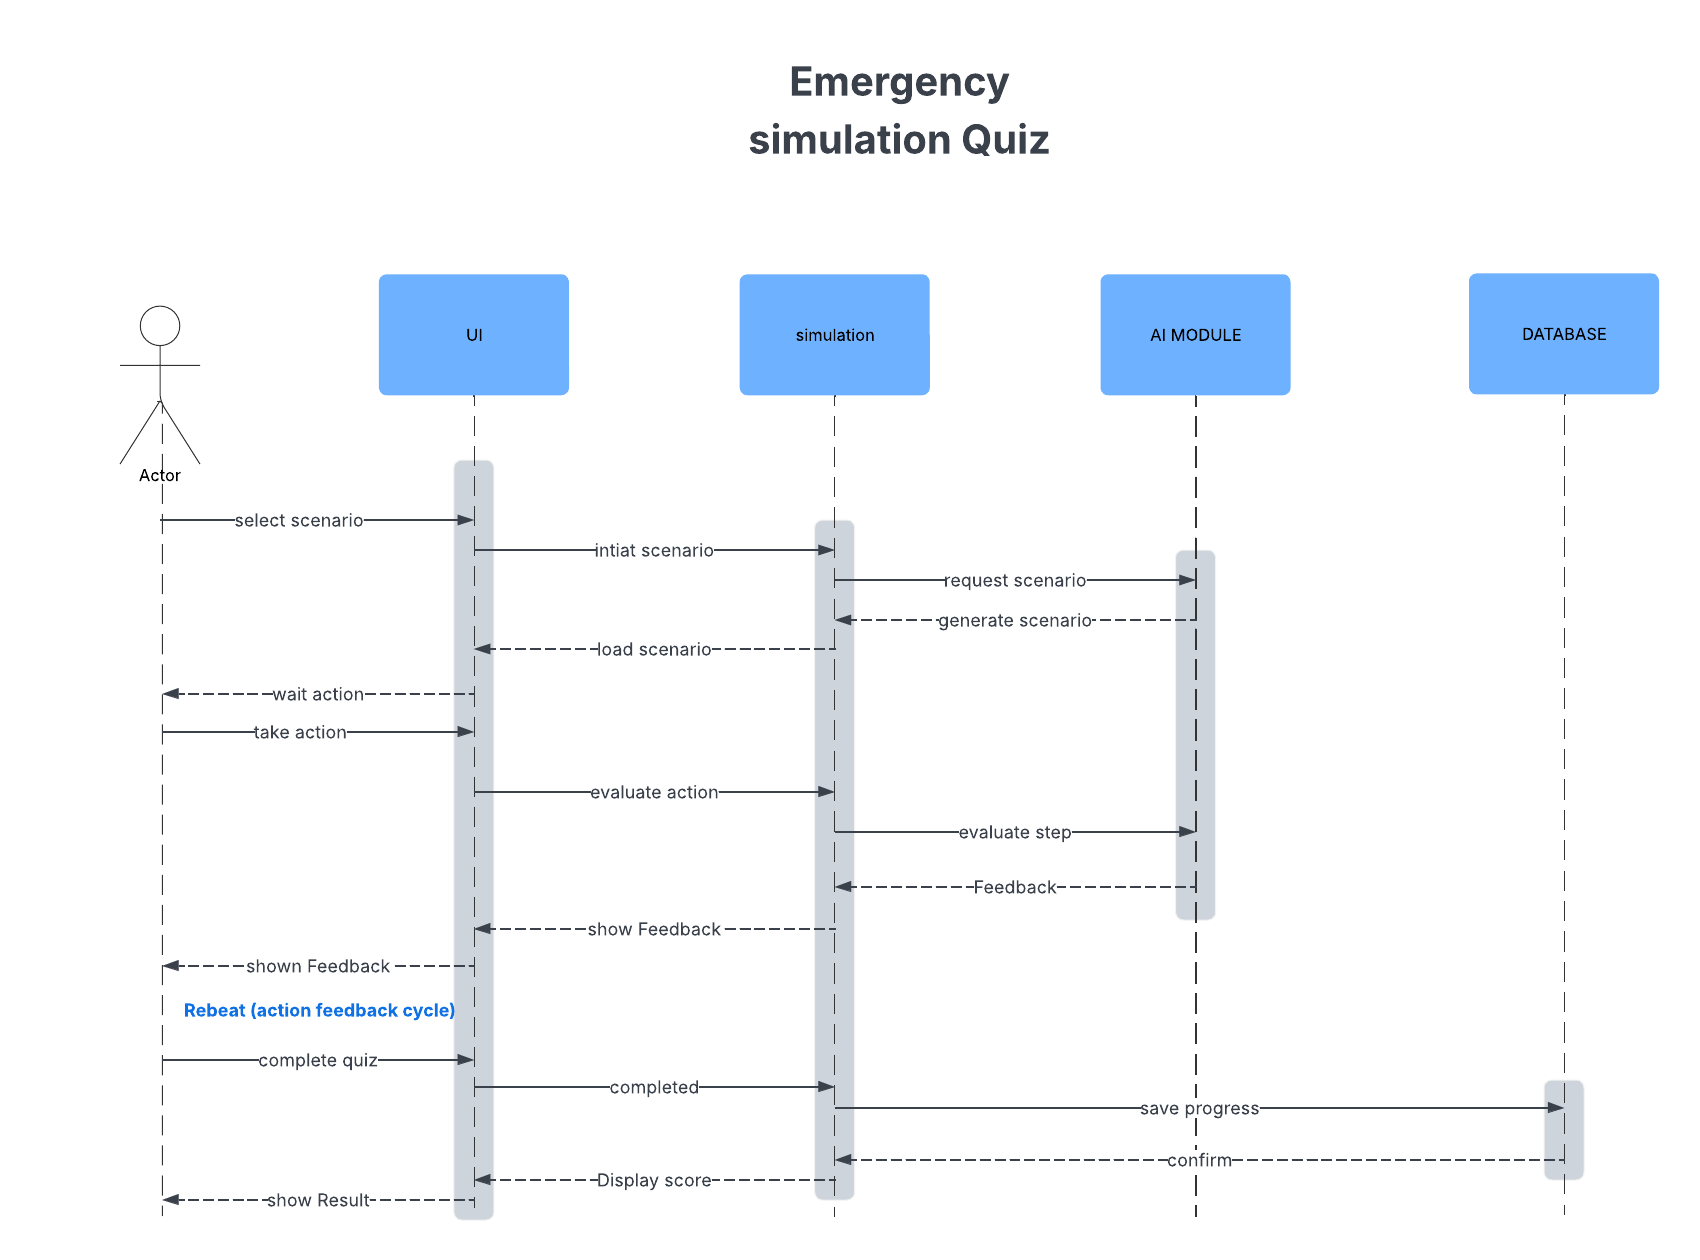 Emergency
simulation Quiz
UI
simulation
AI MODULE
DATABASE
Actor
select scenario
intiat scenario
request scenario
generate scenario
load scenario
wait action
take action
evaluate action
evaluate step
Feedback
show Feedback
shown Feedback
Rebeat (action feedback cycle)
complete quiz
completed
save progress
confirm
Display score
show Result